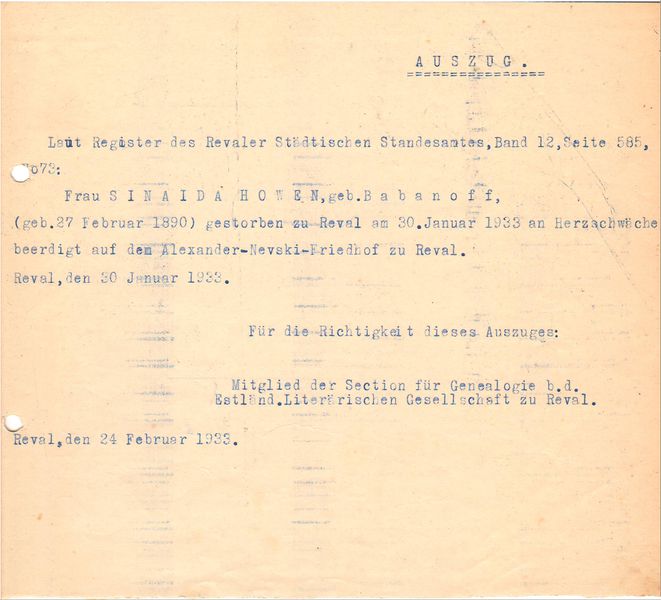 AUSZUG.
Laut Register des Revaler Städtischen Standesamtes, Band 12, Seite 585,
No73:
Frau SINAIDA HOWEN, geb. Babanoff,
(geb. 27 Februar 1890) gestorben zu Reval am 30. Januar 1933 an Herzschwäche
beerdigt auf dem Alexander-Nevski-Friedhof zu Reval.
Reval, den 30 Januar 1933.
Für die Richtigkeit dieses Auszuges:
Mitglied der Section für Genealogie b.d.
Estländ. Literärischen Gesellschaft zu Reval.
Reval, den 24 Februar 1933.